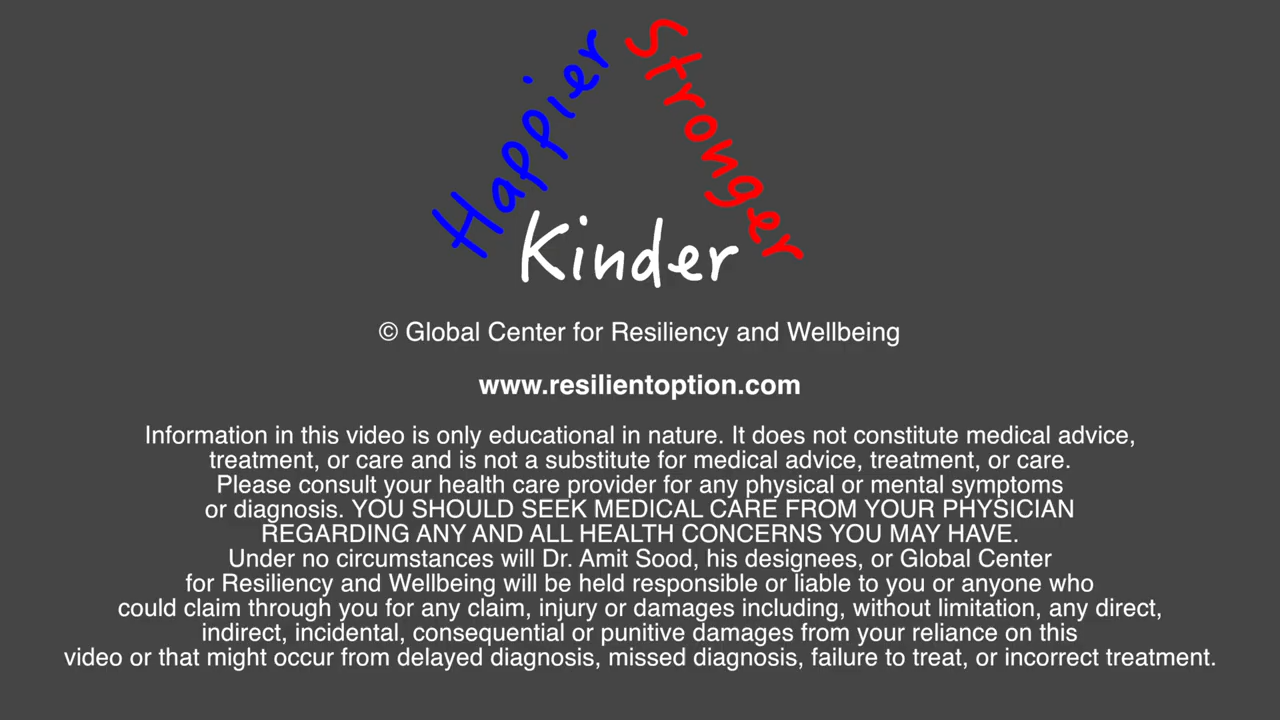 Happier
Stronger
Kinder
© Global Center for Resiliency and Wellbeing
www.resilientoption.com
Information in this video is only educational in nature. It does not constitute medical advice,
treatment, or care and is not a substitute for medical advice, treatment, or care.
Please consult your health care provider for any physical or mental symptoms
or diagnosis. YOU SHOULD SEEK MEDICAL CARE FROM YOUR PHYSICIAN
REGARDING ANY AND ALL HEALTH CONCERNS YOU MAY HAVE.
Under no circumstances will Dr. Amit Sood, his designees, or Global Center
for Resiliency and Wellbeing will be held responsible or liable to you or anyone who
could claim through you for any claim, injury or damages including, without limitation, any direct,
indirect, incidental, consequential or punitive damages from your reliance on this
video or that might occur from delayed diagnosis, missed diagnosis, failure to treat, or incorrect treatment.